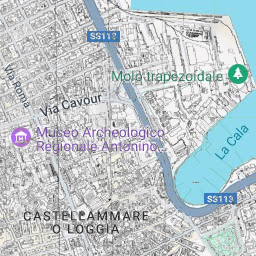 SS113
Molo trapezoidale
Via Roma
Via Cavour
Museo Archeologico
Regionale Antonino...
La Cala
SS113
CASTELLAMMARE
O LOGGIA